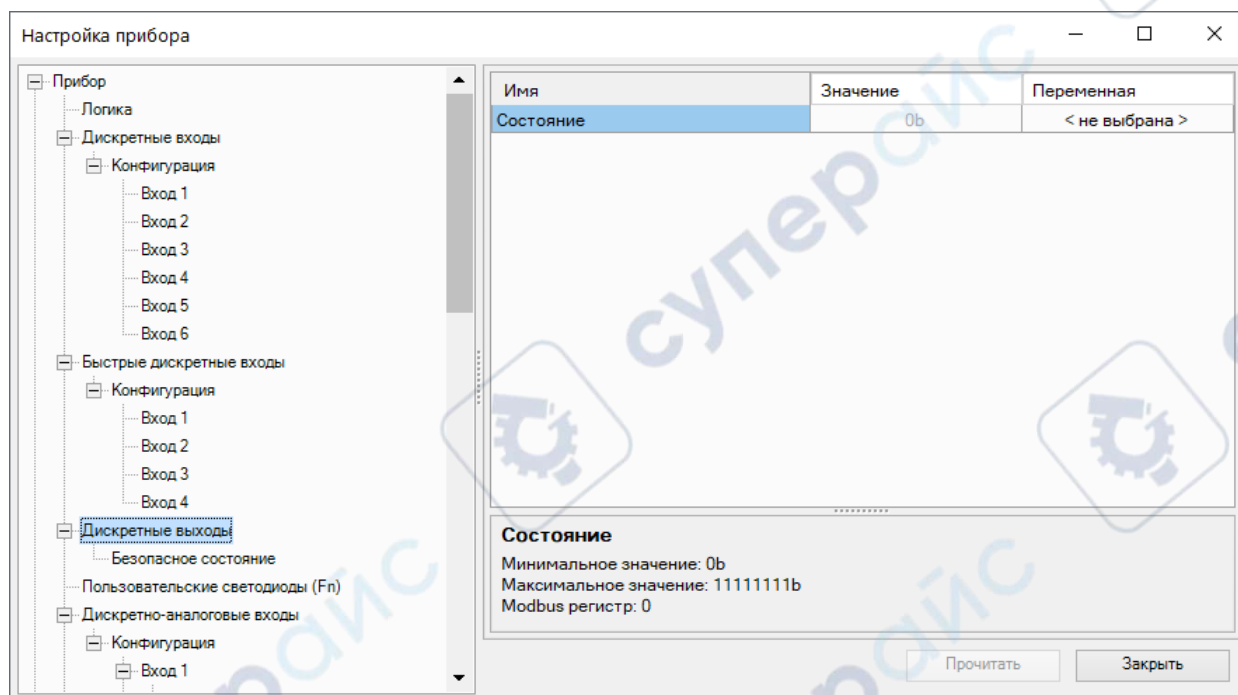 Настройка прибора
Прибор
Логика
Дискретные входы
Конфигурация
Вход 1
Вход 2
Вход 3
Вход 4
Вход 5
Вход 6
Быстрые дискретные входы
Конфигурация
Вход 1
Вход 2
Вход 3
Вход 4
Дискретные выходы
Безопасное состояние
Пользовательские светодиоды (Fn)
Дискретно-аналоговые входы
Конфигурация
Вход 1
Имя Значение Переменная
Состояние 0b < не выбрана >
суперайс
Состояние
Минимальное значение: 0b
Максимальное значение: 11111111b
Modbus регистр: 0
Прочитать Закрыть